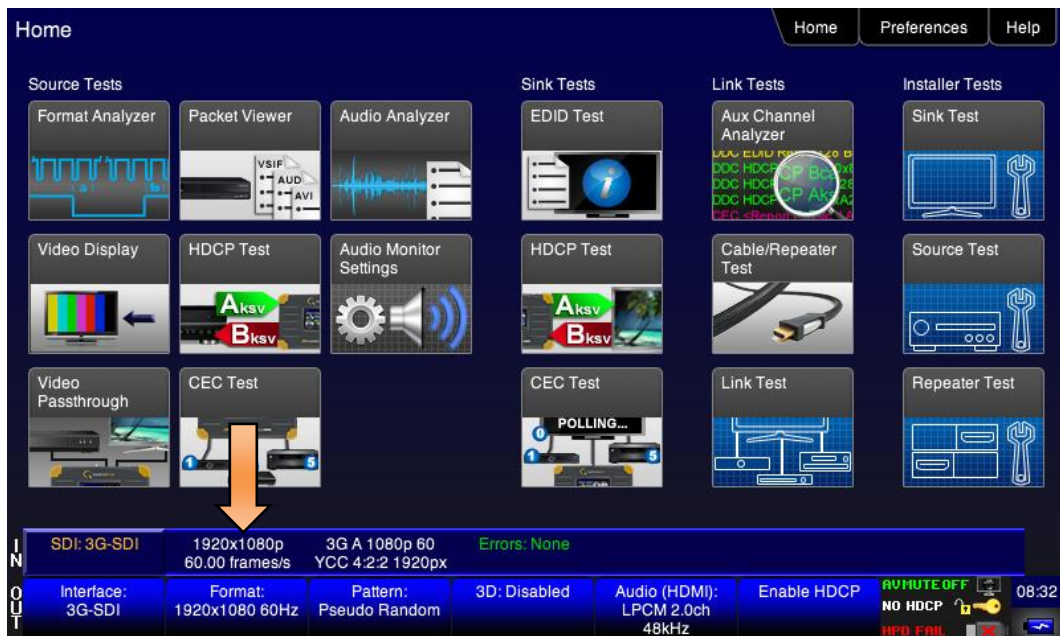 Home
Home
Preferences
Help
Source Tests
Sink Tests
Link Tests
Installer Tests
Format Analyzer
Packet Viewer
VSIF
AUD
AVI
Audio Analyzer
EDID Test
Aux Channel
Analyzer
Sink Test
Video Display
HDCP Test
Aksv
Bksv
Audio Monitor
Settings
HDCP Test
Aksv
Bksv
Cable/Repeater
Test
Source Test
Video
Passthrough
CEC Test
1
5
CEC Test
POLLING...
0
1
5
Link Test
Repeater Test
IN
SDI: 3G-SDI
1920x1080p
60.00 frames/s
3G A 1080p 60
YCC 4:2:2 1920px
Errors: None
OUT
Interface:
3G-SDI
Format:
1920x1080 60Hz
Pattern:
Pseudo Random
3D: Disabled
Audio (HDMI):
LPCM 2.0ch
48kHz
Enable HDCP
AVMUTE OFF
NO HDCP
HPD FAIL
08:32